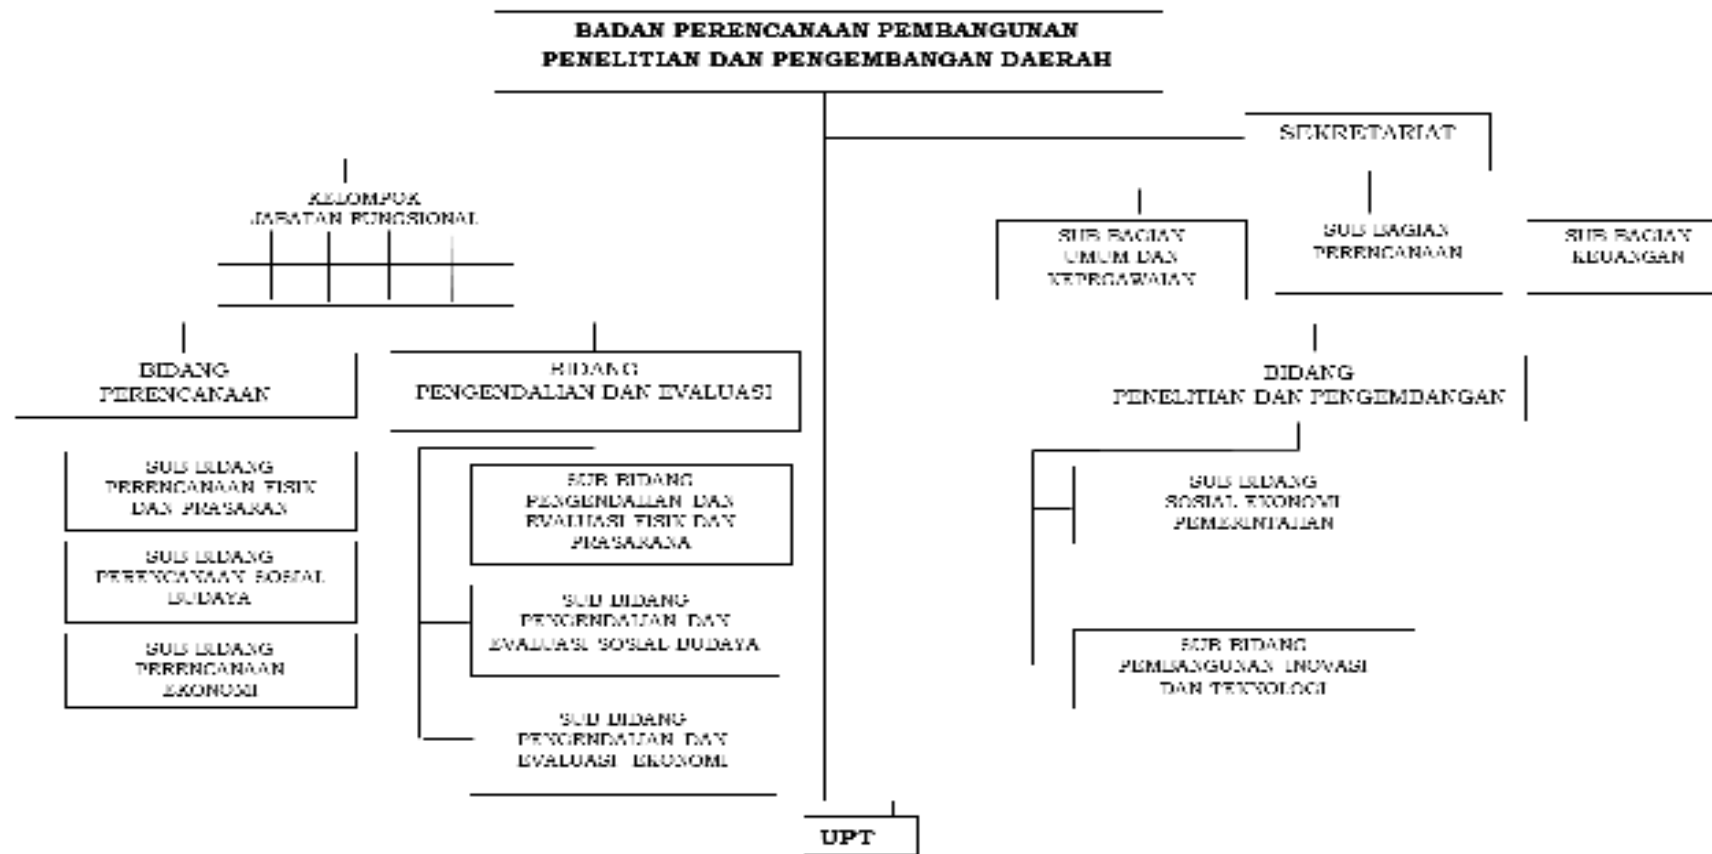 BADAN PERENCANAAN PEMBANGUNAN
PENELITIAN DAN PENGEMBANGAN DAERAH
SEKRETARIAT
KELOMPOK
JABATAN FUNGSIONAL
SUB BAGIAN
UMUM DAN
KEPEGAWAIAN
SUB BAGIAN
PERENCANAAN
SUB BAGIAN
KEUANGAN
BIDANG
PERENCANAAN
BIDANG
PENGENDALIAN DAN EVALUASI
BIDANG
PENELITIAN DAN PENGEMBANGAN
SUB BIDANG
PERENCANAAN FISIK
DAN PRASARAN
SUB BIDANG
PERENCANAAN SOSIAL
BUDAYA
SUB BIDANG
PERENCANAAN
EKONOMI
SUB BIDANG
PENGENDALIAN DAN
EVALUASI FISIK DAN
PRASARANA
SUB BIDANG
PENGENDALIAN DAN
EVALUASI SOSIAL BUDAYA
SUB BIDANG
PENGENDALIAN DAN
EVALUASI EKONOMI
SUB BIDANG
SOSIAL EKONOMI
PEMERINTAHAN
SUB BIDANG
PEMBANGUNAN INOVASI
DAN TEKNOLOGI
UPT